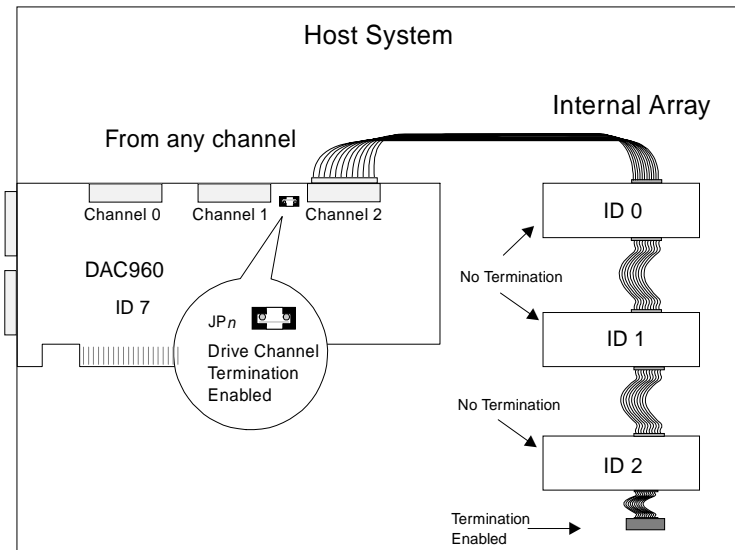 Host System
Internal Array
From any channel
Channel 0
Channel 1
Channel 2
DAC960
ID 7
JPn
Drive Channel
Termination
Enabled
ID 0
No Termination
ID 1
No Termination
ID 2
Termination
Enabled